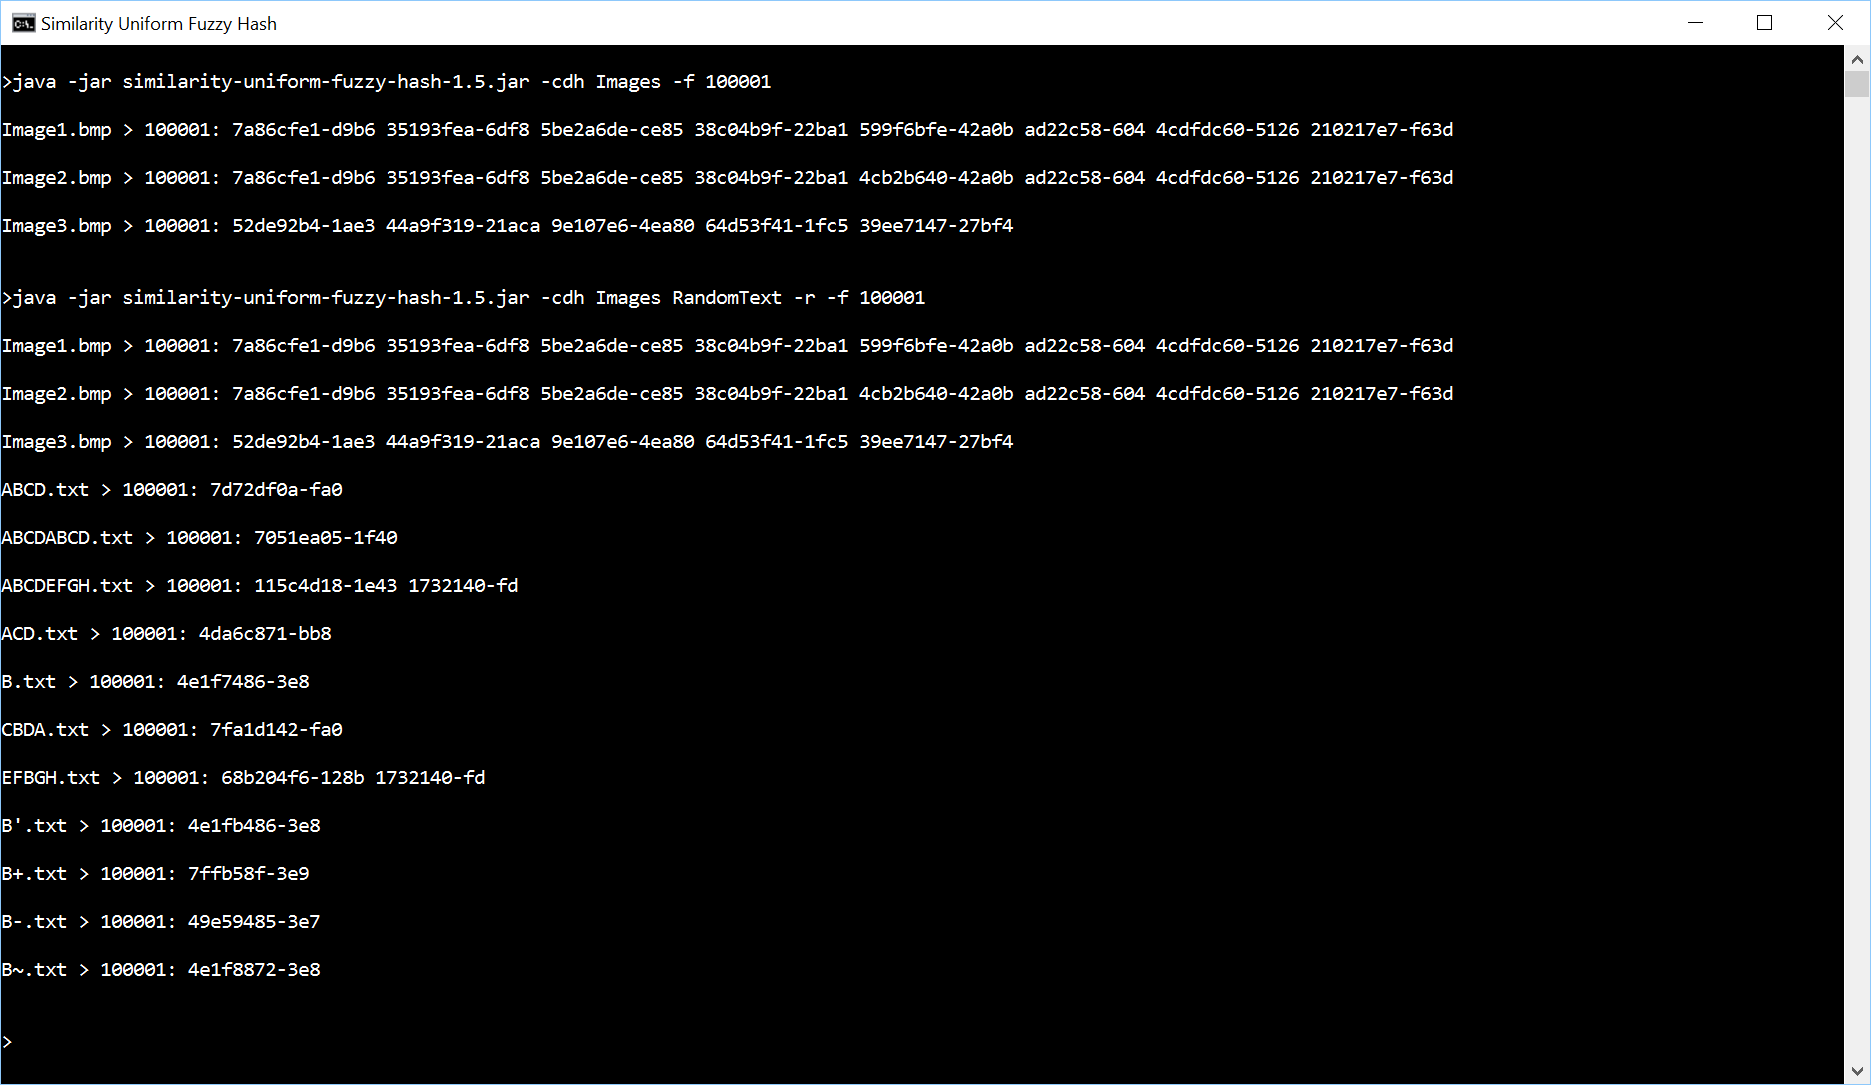 Similarity Uniform Fuzzy Hash
>java -jar similarity-uniform-fuzzy-hash-1.5.jar -cdh Images -f 100001
Image1.bmp > 100001: 7a86cfe1-d9b6 35193fea-6df8 5be2a6de-ce85 38c04b9f-22ba1 599f6bfe-42a0b ad22c58-604 4cdfdc60-5126 210217e7-f63d
Image2.bmp > 100001: 7a86cfe1-d9b6 35193fea-6df8 5be2a6de-ce85 38c04b9f-22ba1 4cb2b640-42a0b ad22c58-604 4cdfdc60-5126 210217e7-f63d
Image3.bmp > 100001: 52de92b4-1ae3 44a9f319-21aca 9e107e6-4ea80 64d53f41-1fc5 39ee7147-27bf4
>java -jar similarity-uniform-fuzzy-hash-1.5.jar -cdh Images RandomText -r -f 100001
Image1.bmp > 100001: 7a86cfe1-d9b6 35193fea-6df8 5be2a6de-ce85 38c04b9f-22ba1 599f6bfe-42a0b ad22c58-604 4cdfdc60-5126 210217e7-f63d
Image2.bmp > 100001: 7a86cfe1-d9b6 35193fea-6df8 5be2a6de-ce85 38c04b9f-22ba1 4cb2b640-42a0b ad22c58-604 4cdfdc60-5126 210217e7-f63d
Image3.bmp > 100001: 52de92b4-1ae3 44a9f319-21aca 9e107e6-4ea80 64d53f41-1fc5 39ee7147-27bf4
ABCD.txt > 100001: 7d72df0a-fa0
ABCDABCD.txt > 100001: 7051ea05-1f40
ABCDEFGH.txt > 100001: 115c4d18-1e43 1732140-fd
ACD.txt > 100001: 4da6c871-bb8
B.txt > 100001: 4e1f7486-3e8
CBDA.txt > 100001: 7fa1d142-fa0
EFBGH.txt > 100001: 68b204f6-128b 1732140-fd
B'.txt > 100001: 4e1fb486-3e8
B+.txt > 100001: 7ffb58f-3e9
B-.txt > 100001: 49e59485-3e7
B~.txt > 100001: 4e1f8872-3e8
>